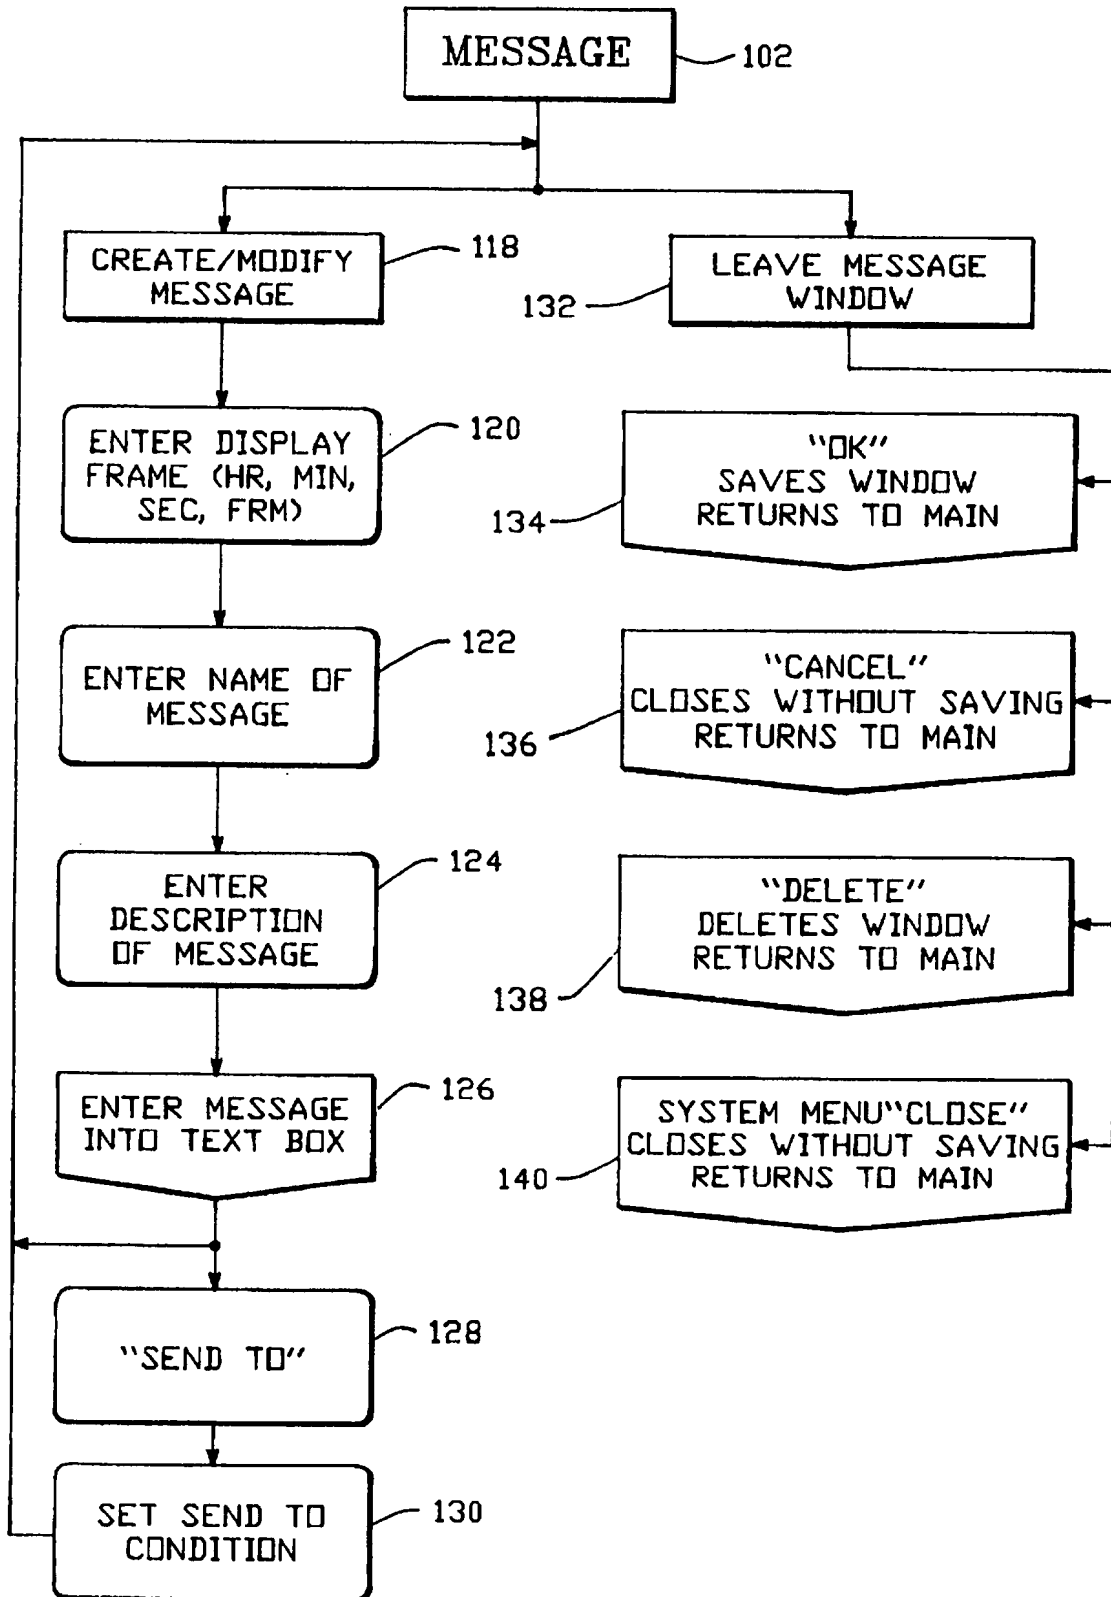 MESSAGE
102
CREATE/MODIFY
MESSAGE
118
ENTER DISPLAY
FRAME (HR, MIN,
SEC, FRM)
120
ENTER NAME OF
MESSAGE
122
ENTER
DESCRIPTION
OF MESSAGE
124
ENTER MESSAGE
INTO TEXT BOX
126
"SEND TO"
128
SET SEND TO
CONDITION
130
LEAVE MESSAGE
WINDOW
132
"OK"
SAVES WINDOW
RETURNS TO MAIN
134
"CANCEL"
CLOSES WITHOUT SAVING
RETURNS TO MAIN
136
"DELETE"
DELETES WINDOW
RETURNS TO MAIN
138
SYSTEM MENU"CLOSE"
CLOSES WITHOUT SAVING
RETURNS TO MAIN
140